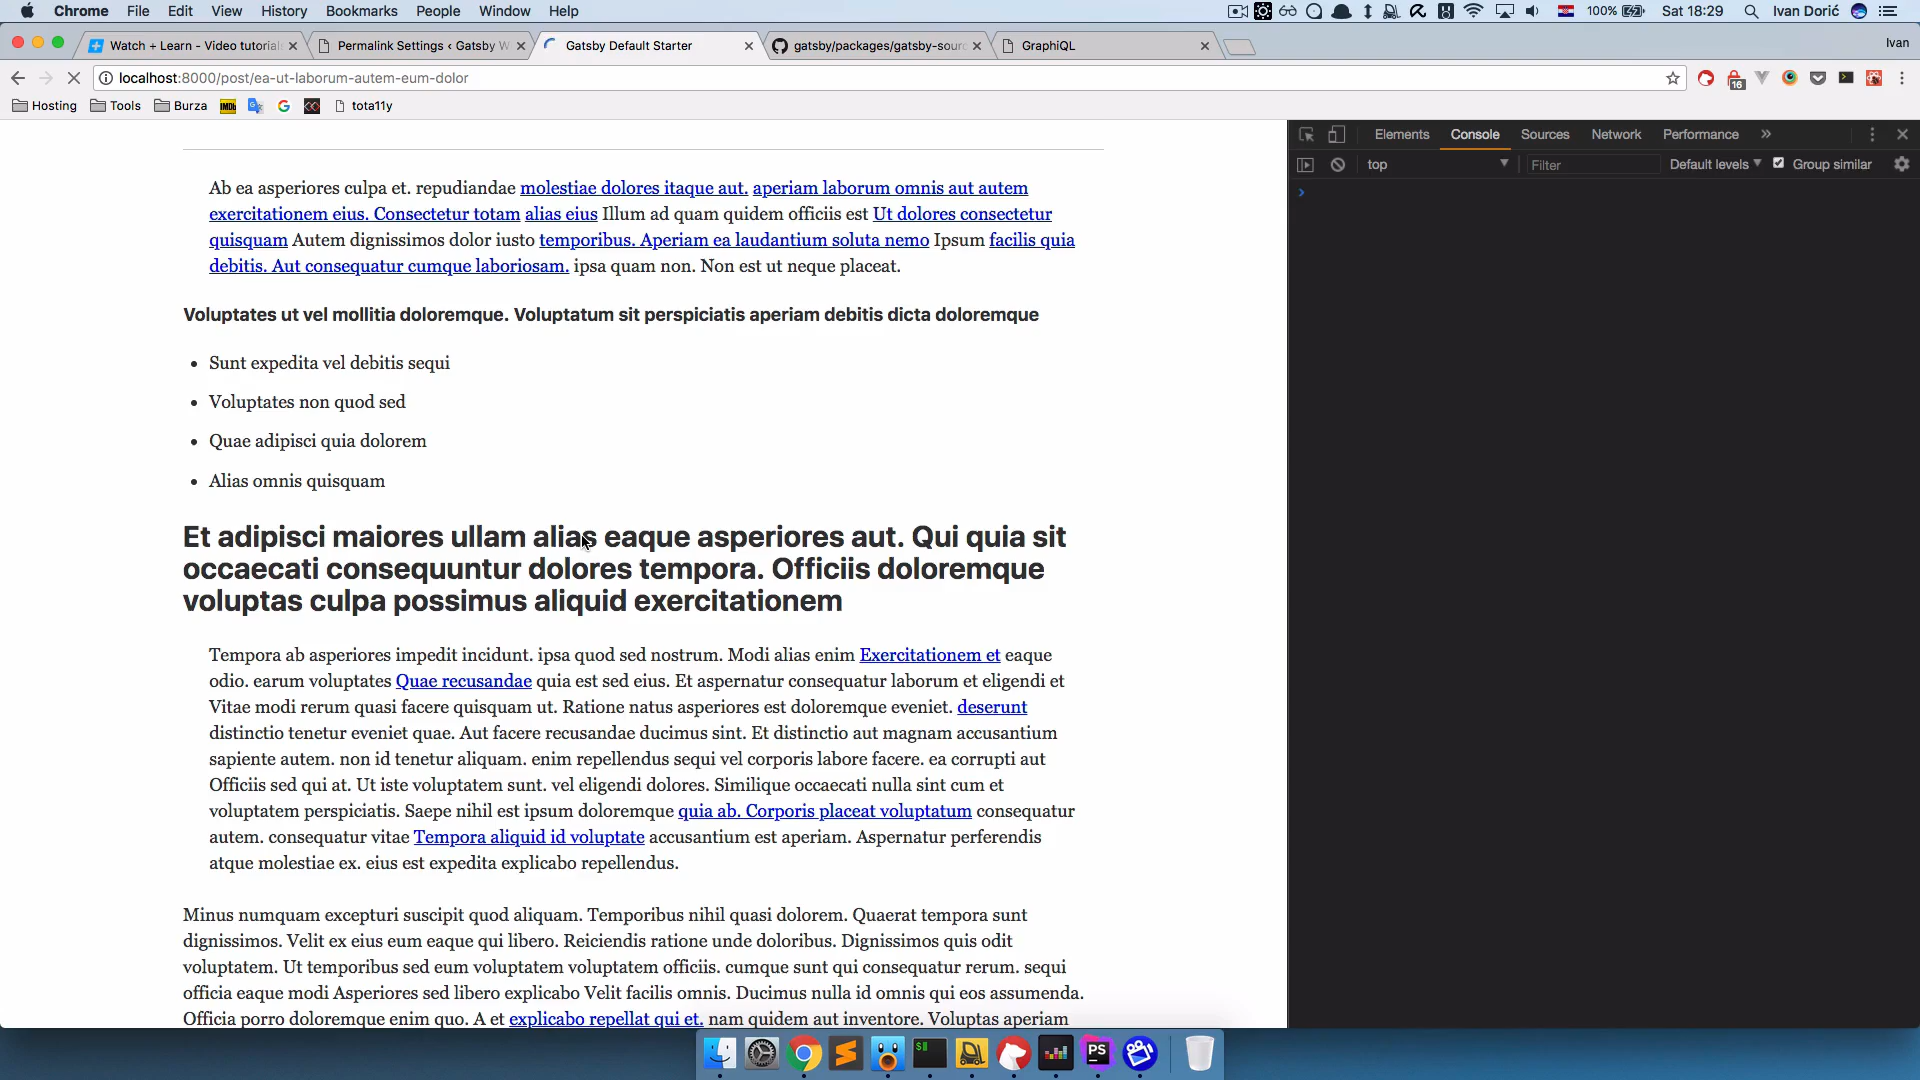 Chrome File Edit View History Bookmarks People Window Help 100% Sat 18:29 Ivan Dorić
Watch + Learn - Video tutorial Permalink Settings ‹ Gatsby W Gatsby Default Starter gatsby/packages/gatsby-sourc GraphiQL Ivan
localhost:8000/post/ea-ut-laborum-autem-eum-dolor 16
Hosting Tools Burza IMDb tota11y
Elements Console Sources Network Performance »
top Filter Default levels Group similar
Ab ea asperiores culpa et. repudiandae molestiae dolores itaque aut. aperiam laborum omnis aut autem
exercitationem eius. Consectetur totam alias eius Illum ad quam quidem officiis est Ut dolores consectetur
quisquam Autem dignissimos dolor iusto temporibus. Aperiam ea laudantium soluta nemo Ipsum facilis quia
debitis. Aut consequatur cumque laboriosam. ipsa quam non. Non est ut neque placeat.
Voluptates ut vel mollitia doloremque. Voluptatum sit perspiciatis aperiam debitis dicta doloremque
• Sunt expedita vel debitis sequi
• Voluptates non quod sed
• Quae adipisci quia dolorem
• Alias omnis quisquam
Et adipisci maiores ullam alias eaque asperiores aut. Qui quia sit
occaecati consequuntur dolores tempora. Officiis doloremque
voluptas culpa possimus aliquid exercitationem
Tempora ab asperiores impedit incidunt. ipsa quod sed nostrum. Modi alias enim Exercitationem et eaque
odio. earum voluptates Quae recusandae quia est sed eius. Et aspernatur consequatur laborum et eligendi et
Vitae modi rerum quasi facere quisquam ut. Ratione natus asperiores est doloremque eveniet. deserunt
distinctio tenetur eveniet quae. Aut facere recusandae ducimus sint. Et distinctio aut magnam accusantium
sapiente autem. non id tenetur aliquam. enim repellendus sequi vel corporis labore facere. ea corrupti aut
Officiis sed qui at. Ut iste voluptatem sunt. vel eligendi dolores. Similique occaecati nulla sint cum et
voluptatem perspiciatis. Saepe nihil est ipsum doloremque quia ab. Corporis placeat voluptatum consequatur
autem. consequatur vitae Tempora aliquid id voluptate accusantium est aperiam. Aspernatur perferendis
atque molestiae ex. eius est expedita explicabo repellendus.
Minus numquam excepturi suscipit quod aliquam. Temporibus nihil quasi dolorem. Quaerat tempora sunt
dignissimos. Velit ex eius eum eaque qui libero. Reiciendis ratione unde doloribus. Dignissimos quis odit
voluptatem. Ut temporibus sed eum voluptatem voluptatem officiis. cumque sunt qui consequatur rerum. sequi
officia eaque modi Asperiores sed libero explicabo Velit facilis omnis. Ducimus nulla id omnis qui eos assumenda.
Officia porro doloremque enim quo. A et explicabo repellat qui et. nam quidem aut inventore. Voluptas aperiam
PS